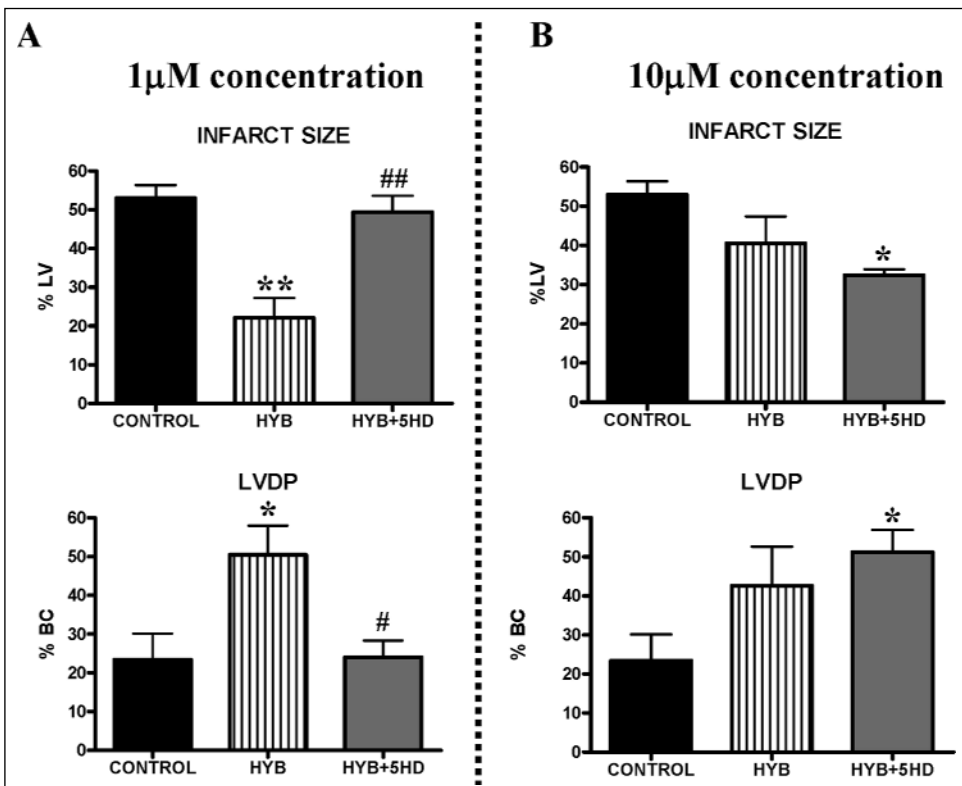 A
1μM concentration
INFARCT SIZE
60
50
40
30
20
10
0
% LV
**
##
CONTROL HYB HYB+5HD
LVDP
60
50
40
30
20
10
0
% BC
*
#
CONTROL HYB HYB+5HD
B
10μM concentration
INFARCT SIZE
60
50
40
30
20
10
0
%LV
*
CONTROL HYB HYB+5HD
LVDP
60
50
40
30
20
10
0
% BC
*
CONTROL HYB HYB+5HD